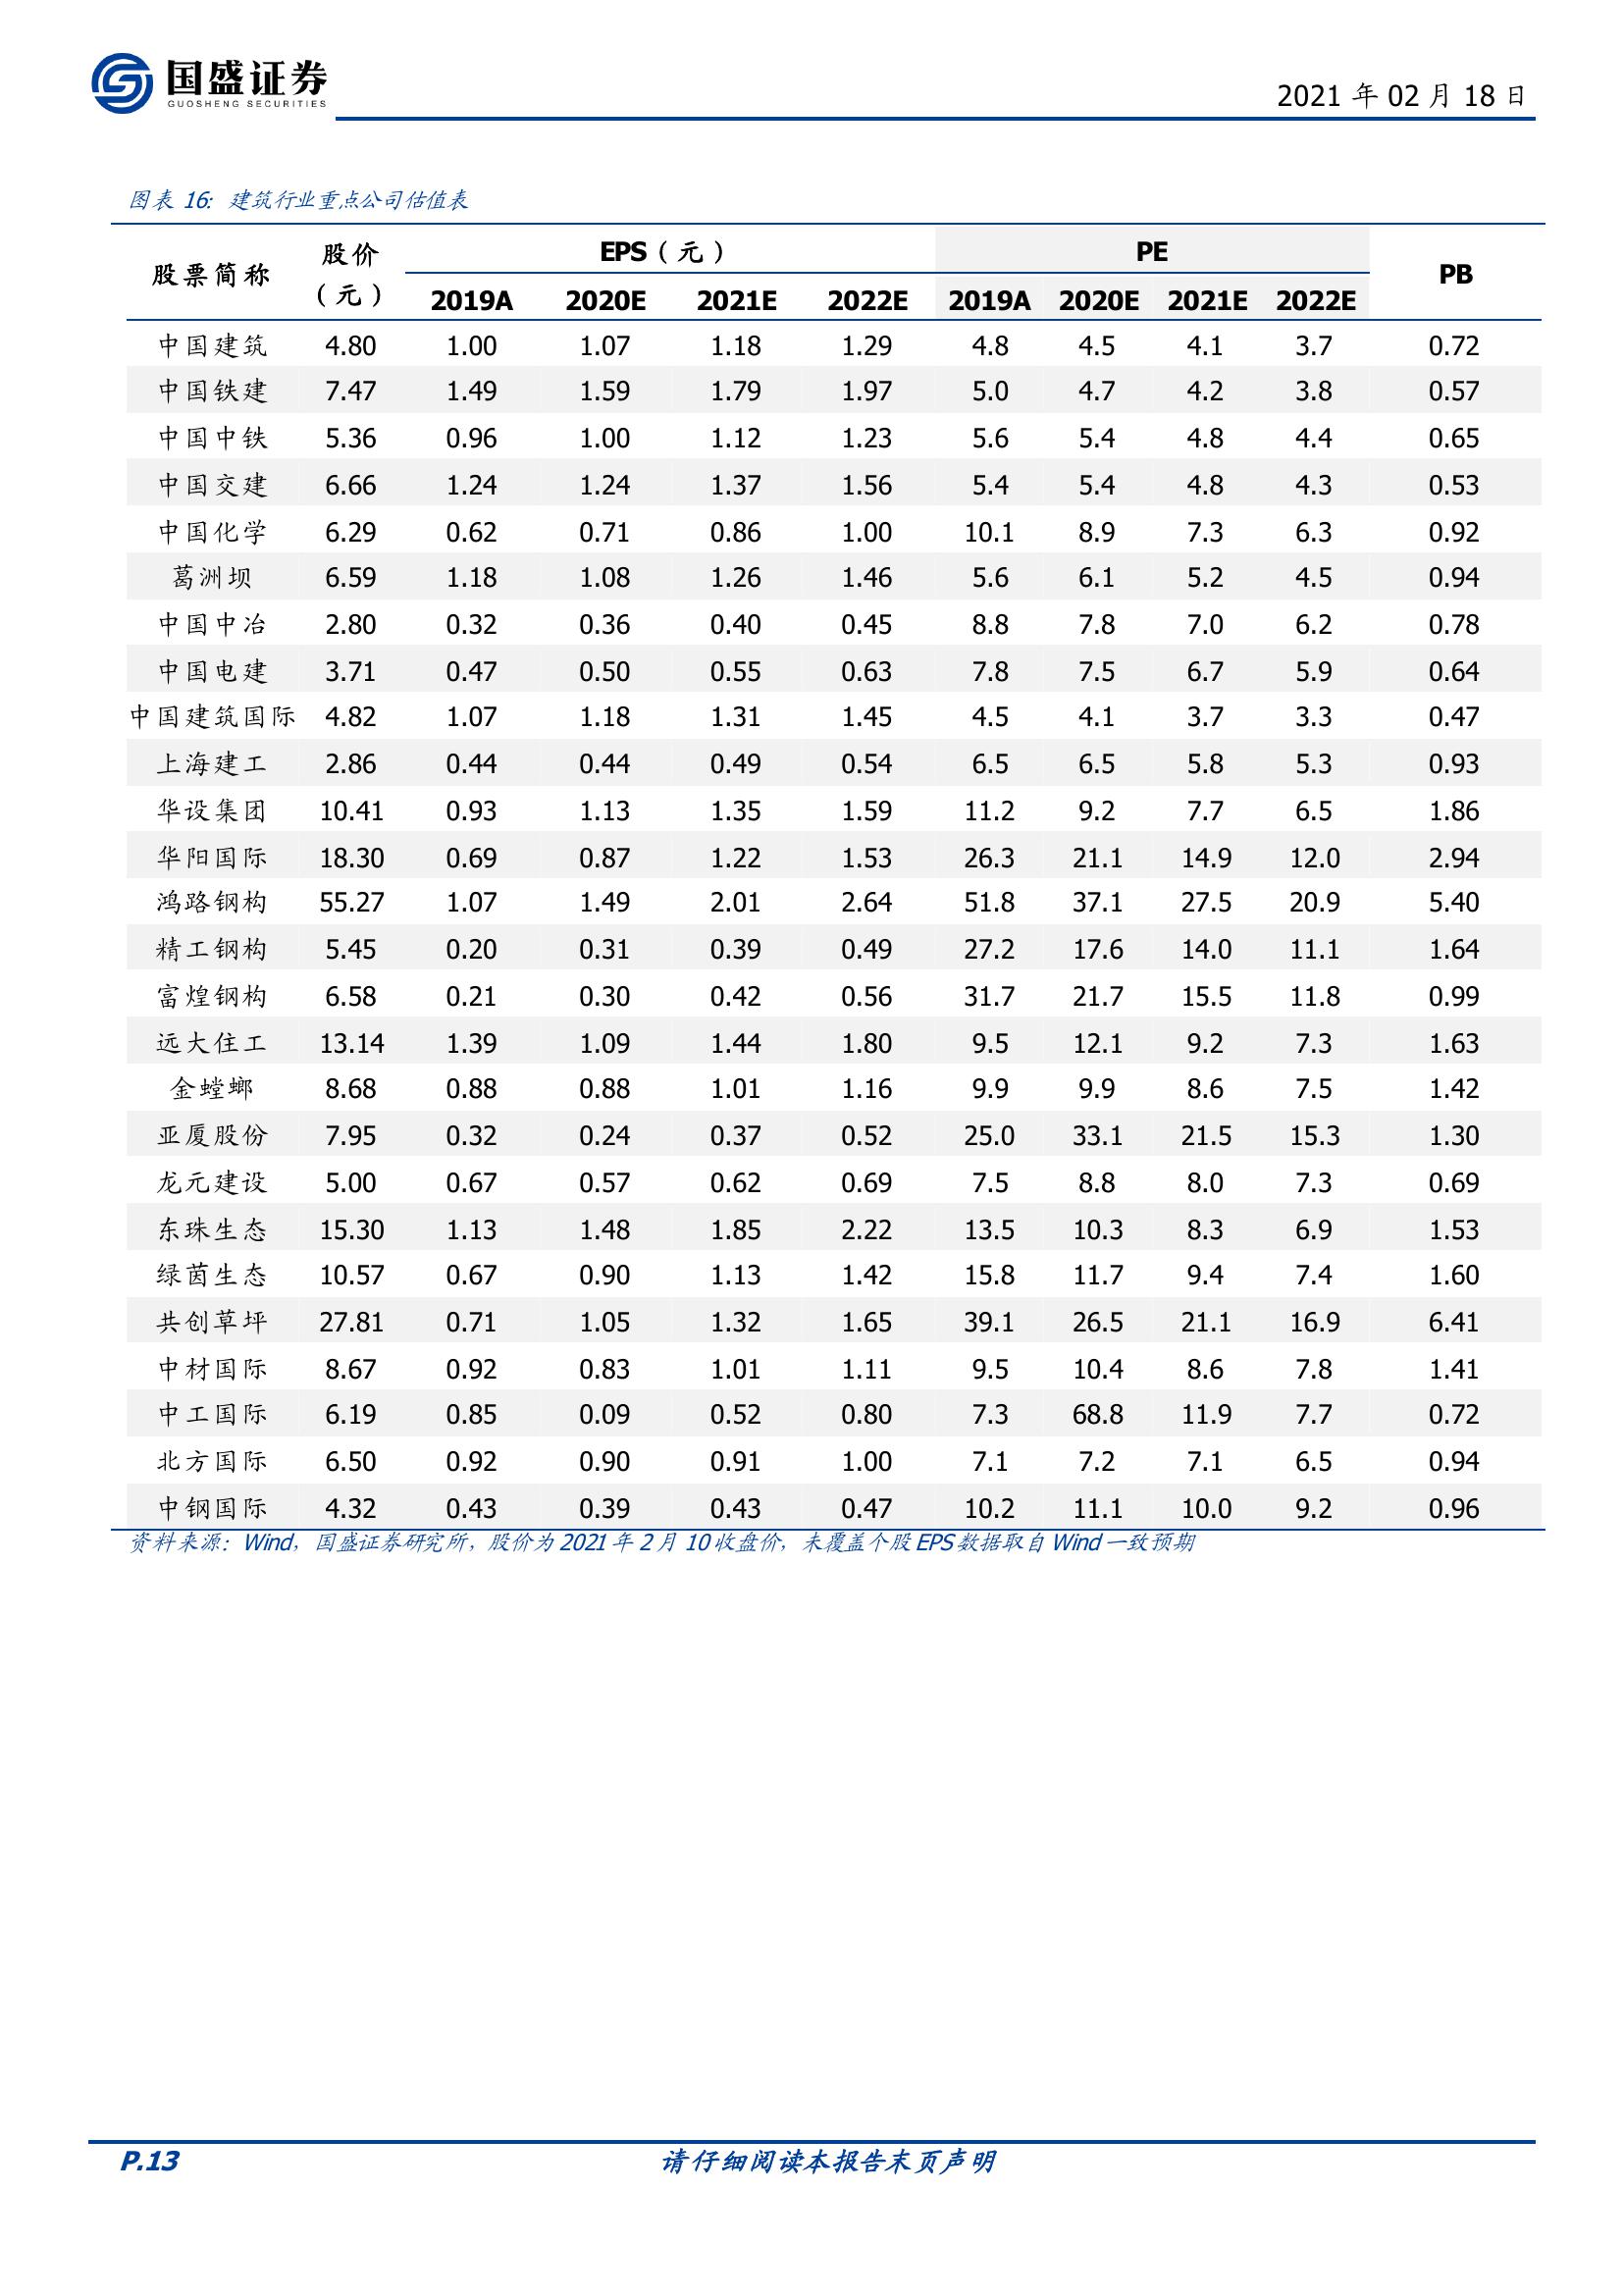 国盛证券
GUOSHENG SECURITIES
2021 年 02 月 18 日
图表 16: 建筑行业重点公司估值表
股票简称 股价（元） EPS（元） PE PB
2019A 2020E 2021E 2022E 2019A 2020E 2021E 2022E
中国建筑 4.80 1.00 1.07 1.18 1.29 4.8 4.5 4.1 3.7 0.72
中国铁建 7.47 1.49 1.59 1.79 1.97 5.0 4.7 4.2 3.8 0.57
中国中铁 5.36 0.96 1.00 1.12 1.23 5.6 5.4 4.8 4.4 0.65
中国交建 6.66 1.24 1.24 1.37 1.56 5.4 5.4 4.8 4.3 0.53
中国化学 6.29 0.62 0.71 0.86 1.00 10.1 8.9 7.3 6.3 0.92
葛洲坝 6.59 1.18 1.08 1.26 1.46 5.6 6.1 5.2 4.5 0.94
中国中冶 2.80 0.32 0.36 0.40 0.45 8.8 7.8 7.0 6.2 0.78
中国电建 3.71 0.47 0.50 0.55 0.63 7.8 7.5 6.7 5.9 0.64
中国建筑国际 4.82 1.07 1.18 1.31 1.45 4.5 4.1 3.7 3.3 0.47
上海建工 2.86 0.44 0.44 0.49 0.54 6.5 6.5 5.8 5.3 0.93
华设集团 10.41 0.93 1.13 1.35 1.59 11.2 9.2 7.7 6.5 1.86
华阳国际 18.30 0.69 0.87 1.22 1.53 26.3 21.1 14.9 12.0 2.94
鸿路钢构 55.27 1.07 1.49 2.01 2.64 51.8 37.1 27.5 20.9 5.40
精工钢构 5.45 0.20 0.31 0.39 0.49 27.2 17.6 14.0 11.1 1.64
富煌钢构 6.58 0.21 0.30 0.42 0.56 31.7 21.7 15.5 11.8 0.99
远大住工 13.14 1.39 1.09 1.44 1.80 9.5 12.1 9.2 7.3 1.63
金螳螂 8.68 0.88 0.88 1.01 1.16 9.9 9.9 8.6 7.5 1.42
亚厦股份 7.95 0.32 0.24 0.37 0.52 25.0 33.1 21.5 15.3 1.30
龙元建设 5.00 0.67 0.57 0.62 0.69 7.5 8.8 8.0 7.3 0.69
东珠生态 15.30 1.13 1.48 1.85 2.22 13.5 10.3 8.3 6.9 1.53
绿茵生态 10.57 0.67 0.90 1.13 1.42 15.8 11.7 9.4 7.4 1.60
共创草坪 27.81 0.71 1.05 1.32 1.65 39.1 26.5 21.1 16.9 6.41
中材国际 8.67 0.92 0.83 1.01 1.11 9.5 10.4 8.6 7.8 1.41
中工国际 6.19 0.85 0.09 0.52 0.80 7.3 68.8 11.9 7.7 0.72
北方国际 6.50 0.92 0.90 0.91 1.00 7.1 7.2 7.1 6.5 0.94
中钢国际 4.32 0.43 0.39 0.43 0.47 10.2 11.1 10.0 9.2 0.96
资料来源：Wind，国盛证券研究所，股价为 2021 年 2 月 10 收盘价，未覆盖个股 EPS 数据取自 Wind 一致预期
P.13 请仔细阅读本报告末页声明